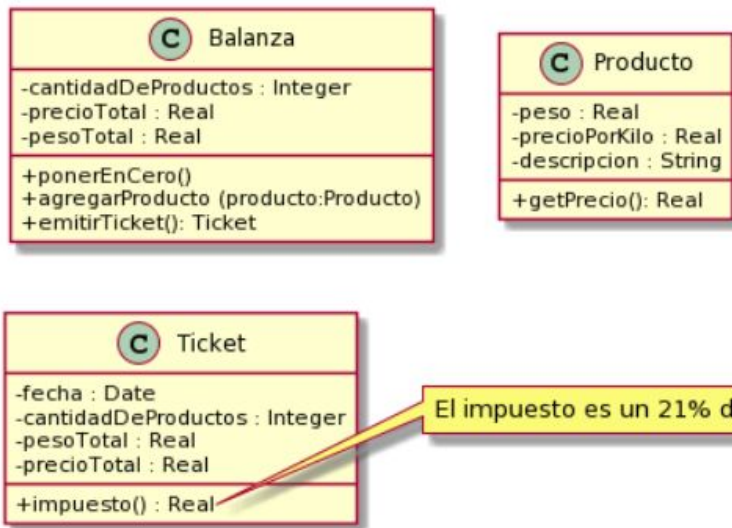 C Balanza
-cantidadDeProductos : Integer
-precioTotal : Real
-pesoTotal : Real
+ponerEnCero()
+agregarProducto (producto:Producto)
+emitirTicket(): Ticket
C Producto
-peso : Real
-precioPorKilo : Real
-descripcion : String
+getPrecio(): Real
C Ticket
-fecha : Date
-cantidadDeProductos : Integer
-pesoTotal : Real
-precioTotal : Real
+impuesto() : Real
El impuesto es un 21% d